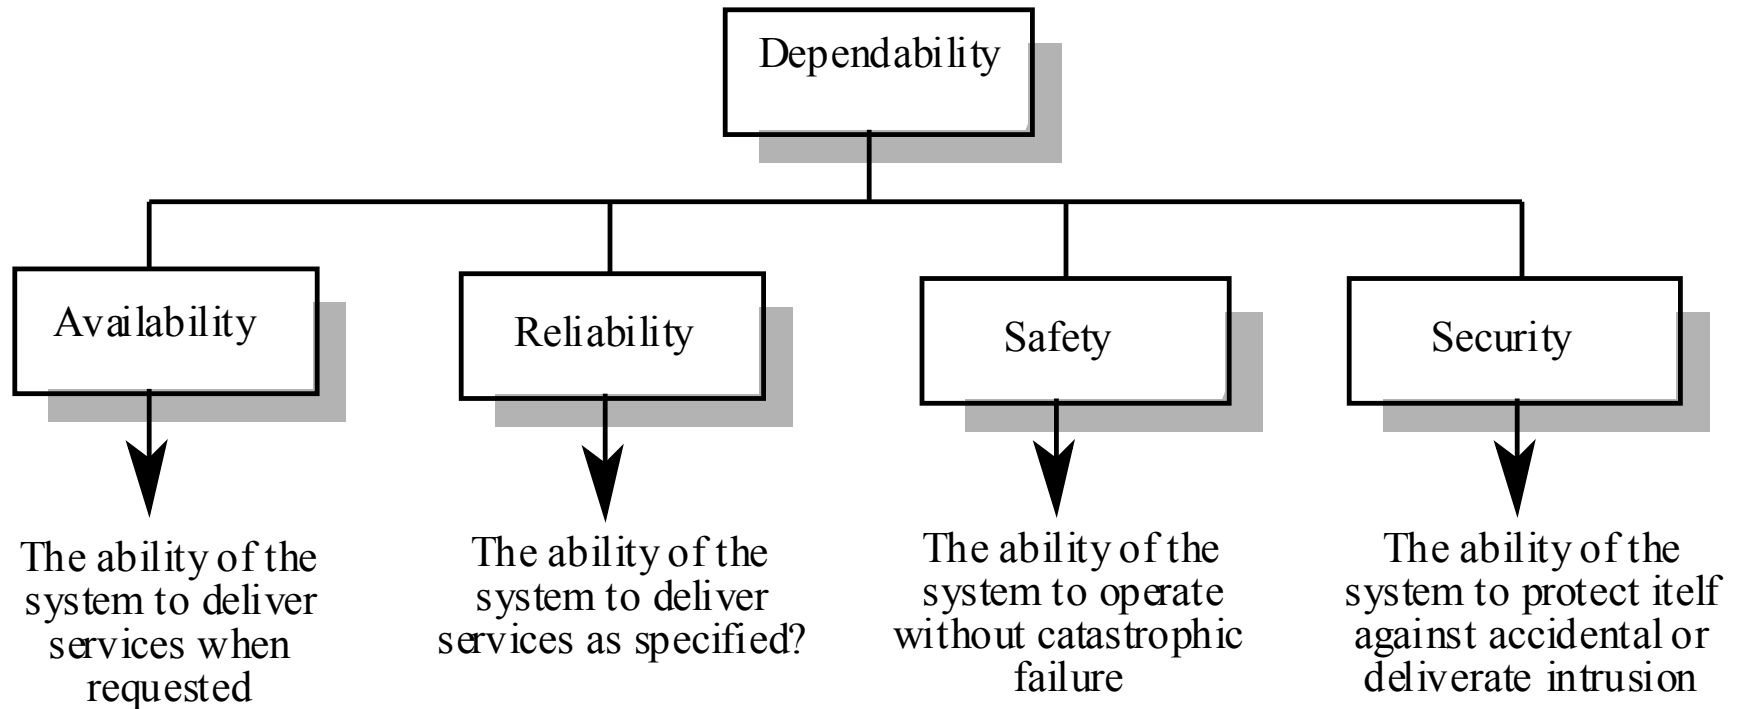 Dependability
Availability
Reliability
Safety
Security
The ability of the
system to deliver
services when
requested
The ability of the
system to deliver
services as specified?
The ability of the
system to operate
without catastrophic
failure
The ability of the
system to protect itelf
against accidental or
deliverate intrusion